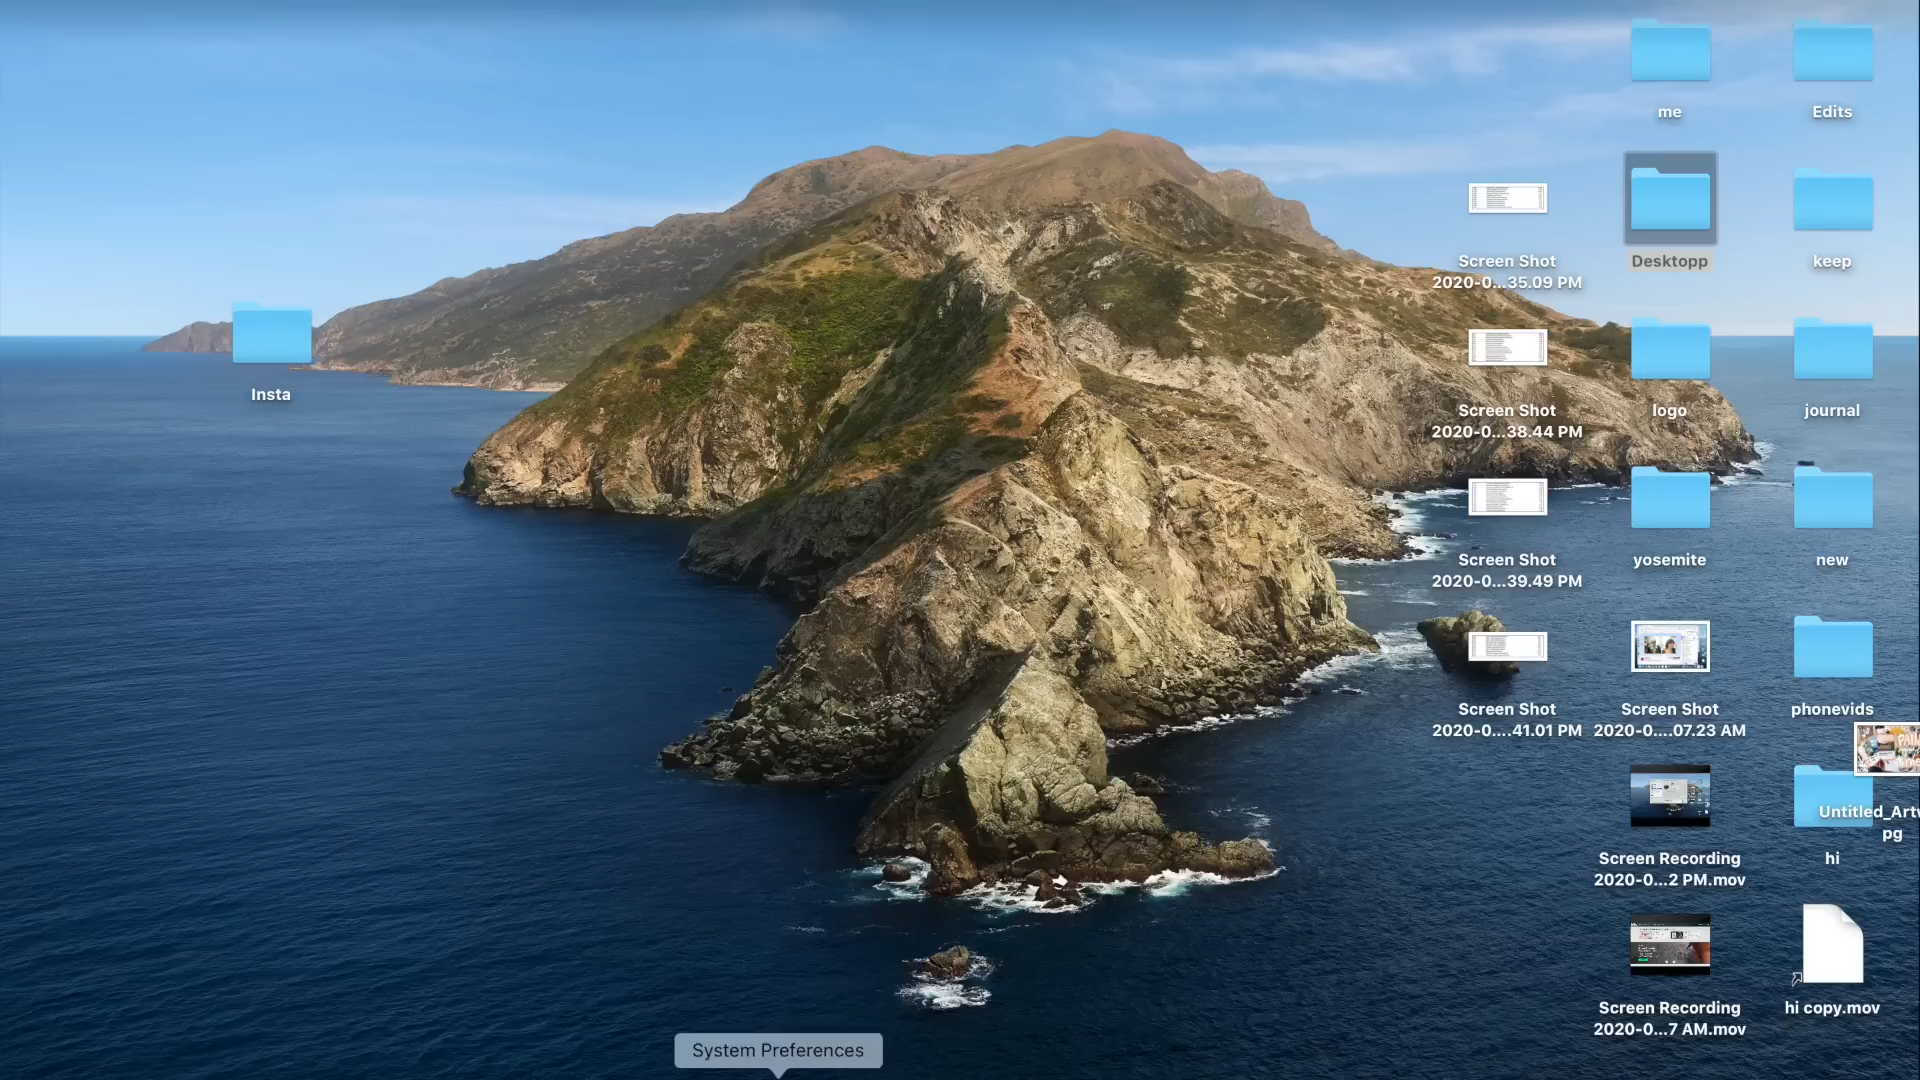 me
Edits
Screen Shot
2020-0...35.09 PM
Desktopp
keep
Insta
Screen Shot
2020-0...38.44 PM
logo
journal
Screen Shot
2020-0...39.49 PM
yosemite
new
Screen Shot
2020-0....41.01 PM
Screen Shot
2020-0....07.23 AM
phonevids
Untitled_Artw
pg
Screen Recording
2020-0...2 PM.mov
hi
Screen Recording
2020-0...7 AM.mov
hi copy.mov
System Preferences